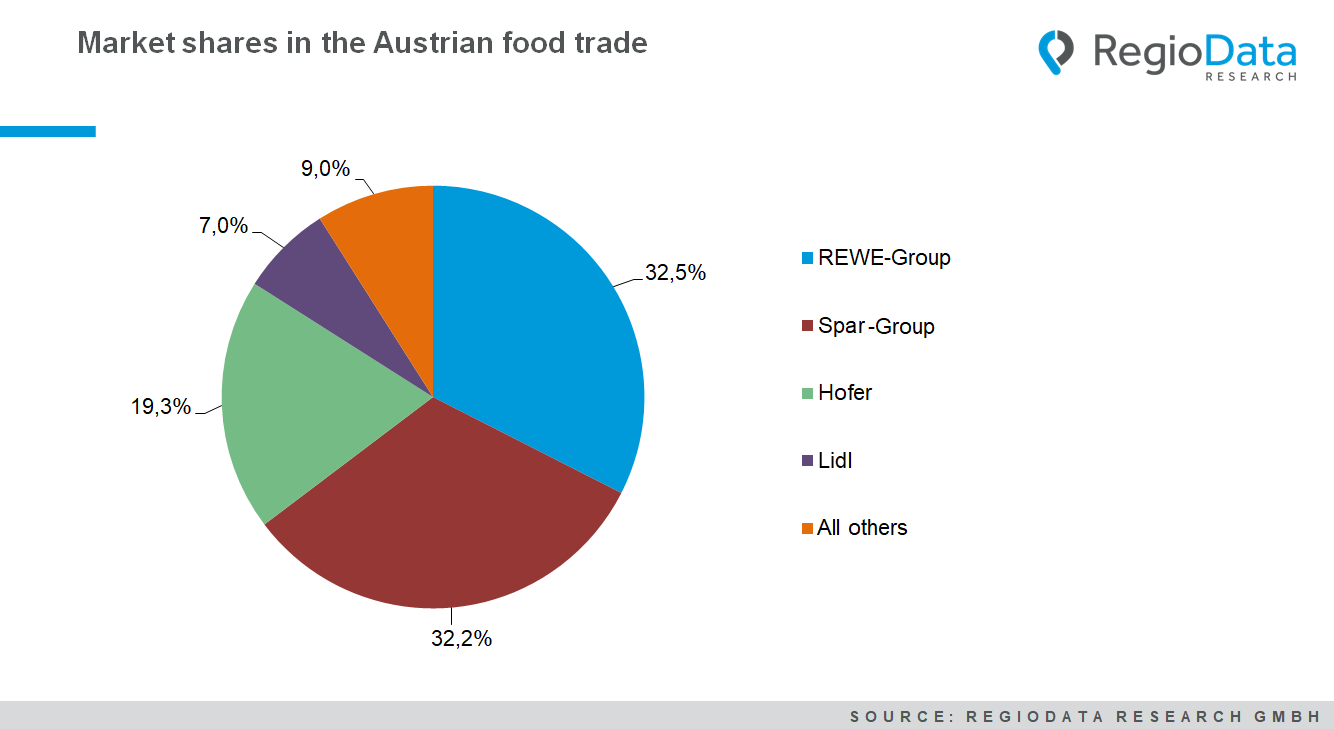 Market shares in the Austrian food trade
RegioData
RESEARCH
9,0%
7,0%
32,5%
19,3%
32,2%
REWE-Group
Spar-Group
Hofer
Lidl
All others
SOURCE: REGIODATA RESEARCH GMBH